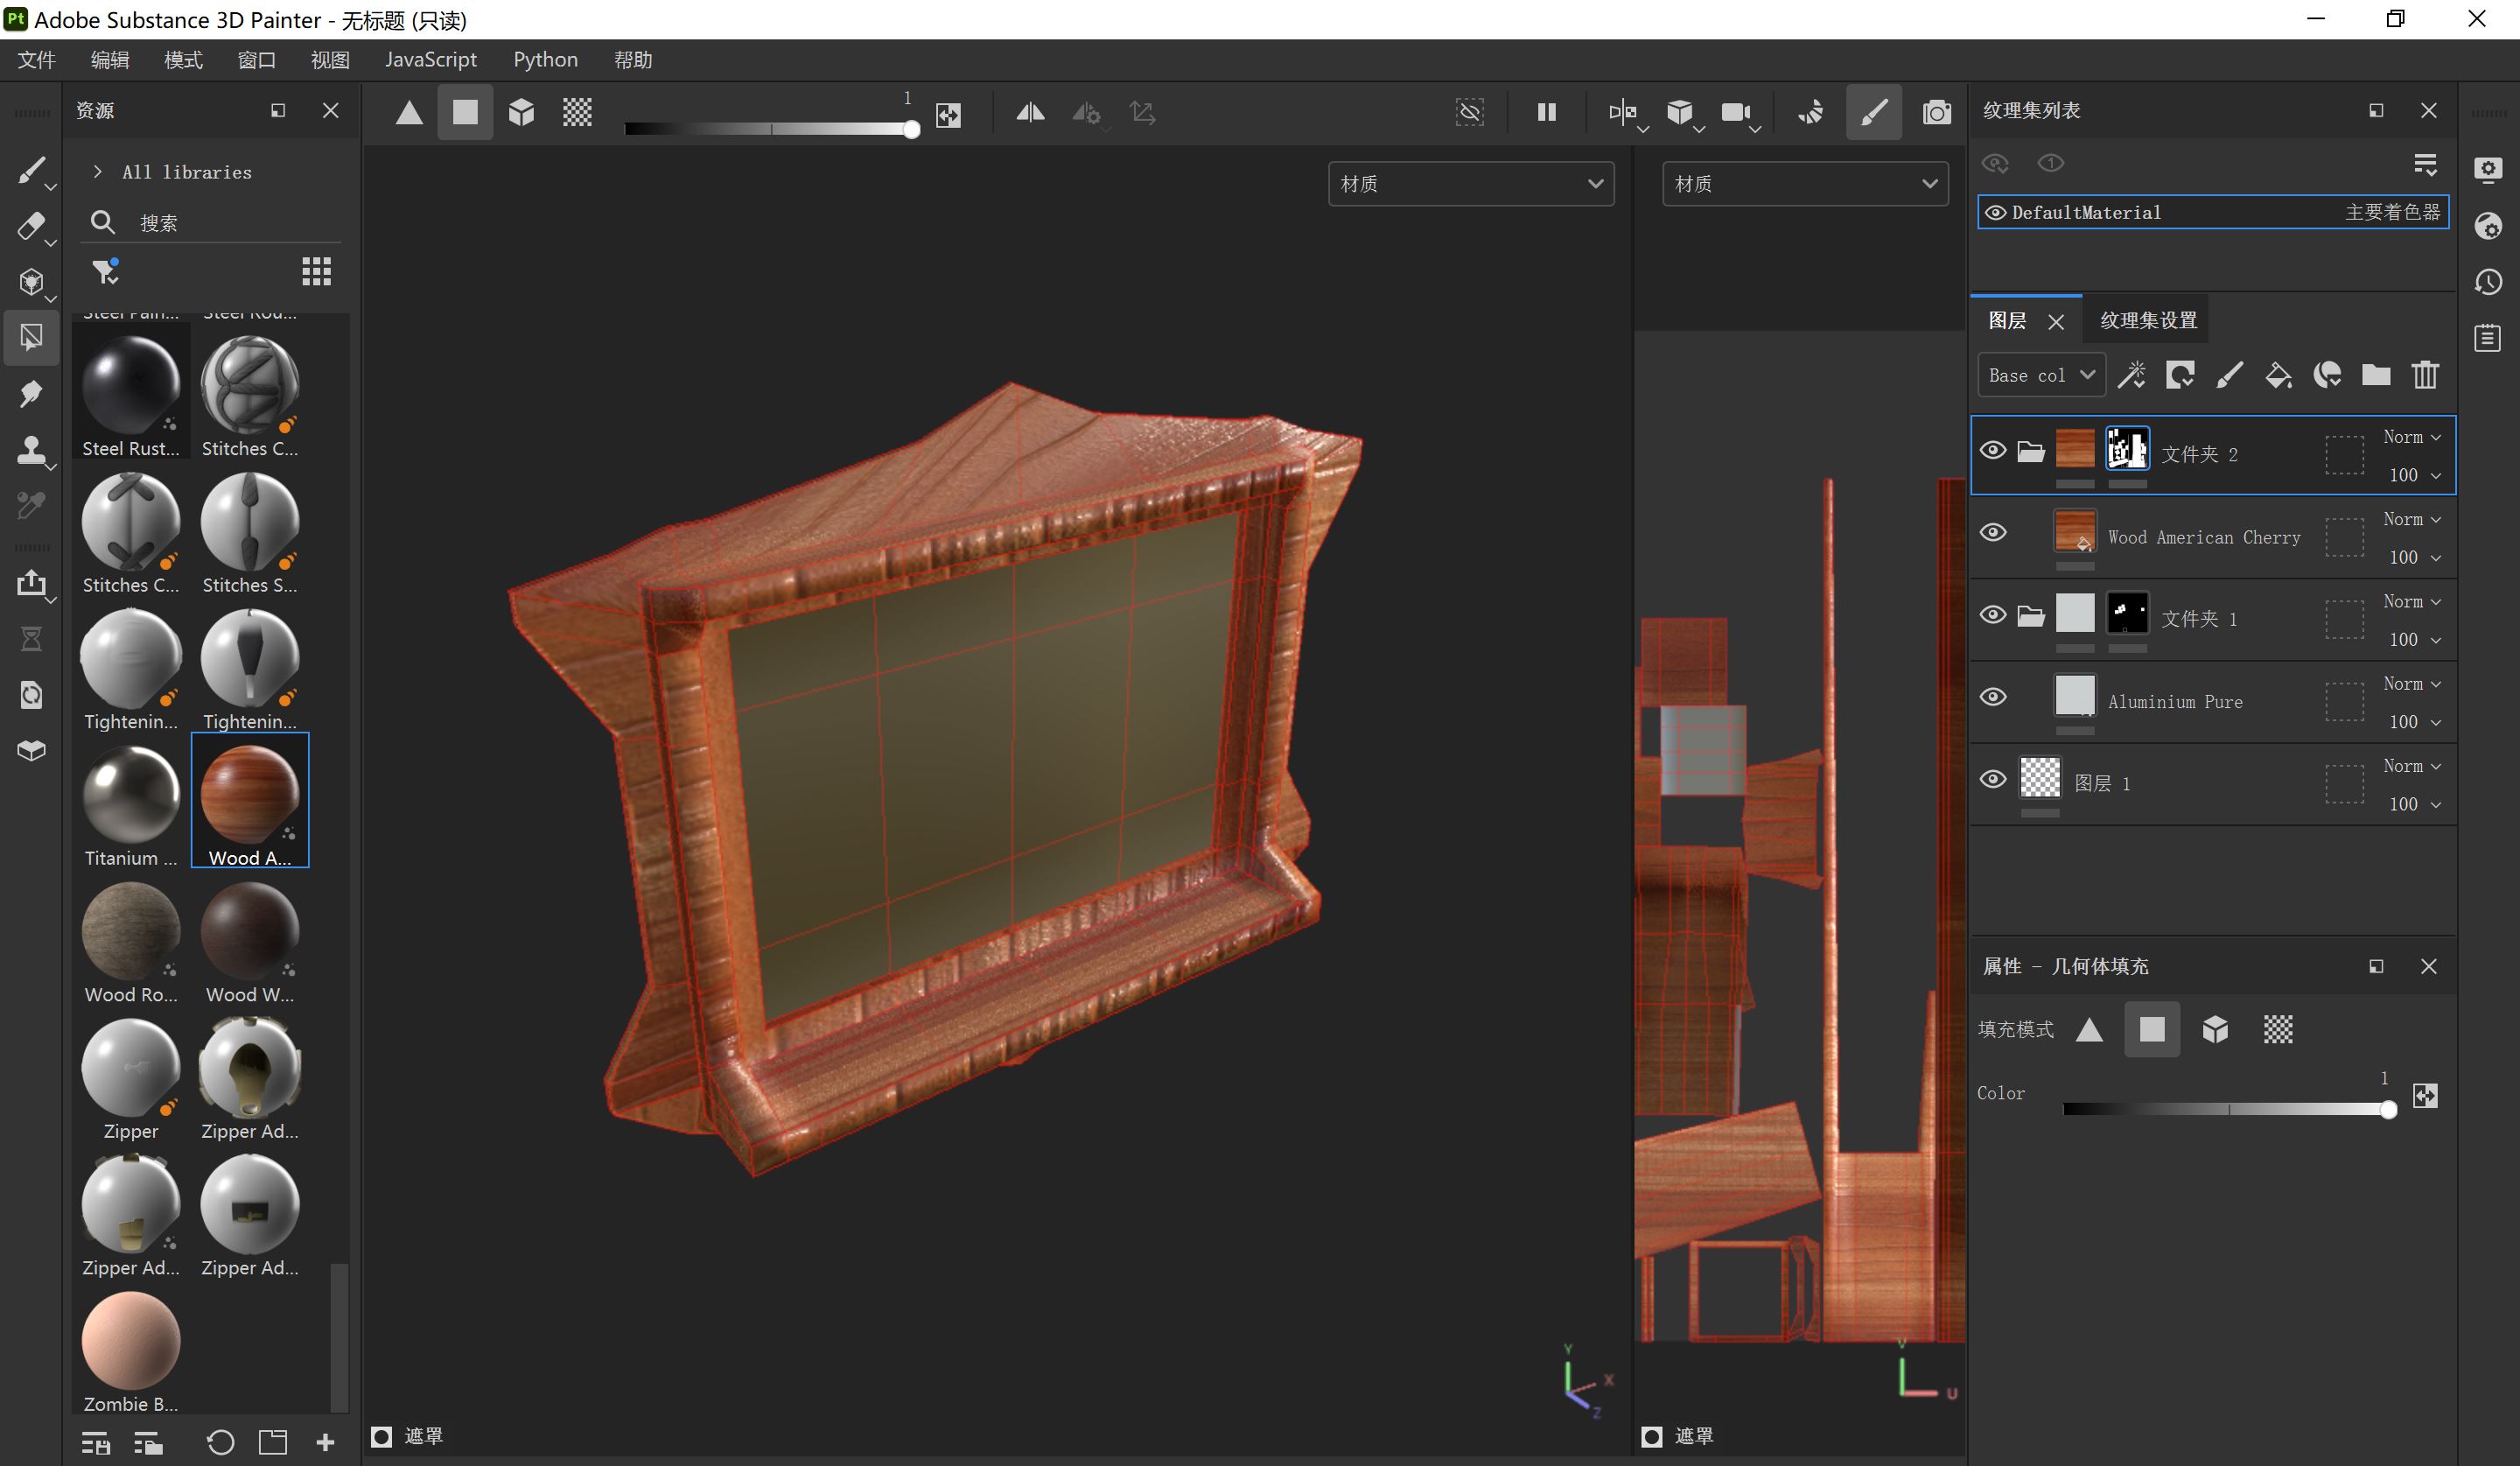 Pt Adobe Substance 3D Painter - 无标题 (只读)
文件 编辑 模式 窗口 视图 JavaScript Python 帮助
资源
All libraries
搜索
Steel Pain... Steel Rou...
Steel Rust... Stitches C...
Stitches C... Stitches S...
Tightenin... Tightenin...
Titanium ... Wood A...
Wood Ro... Wood W...
Zipper Zipper Ad...
Zipper Ad... Zipper Ad...
Zombie B...
1
材质
材质
Y
X
Z
V
U
遮罩
遮罩
纹理集列表
1
DefaultMaterial 主要着色器
图层 纹理集设置
Base col
文件夹 2 Norm
100
Wood American Cherry Norm
100
文件夹 1 Norm
100
Aluminium Pure Norm
100
图层 1 Norm
100
属性 - 几何体填充
填充模式
Color 1